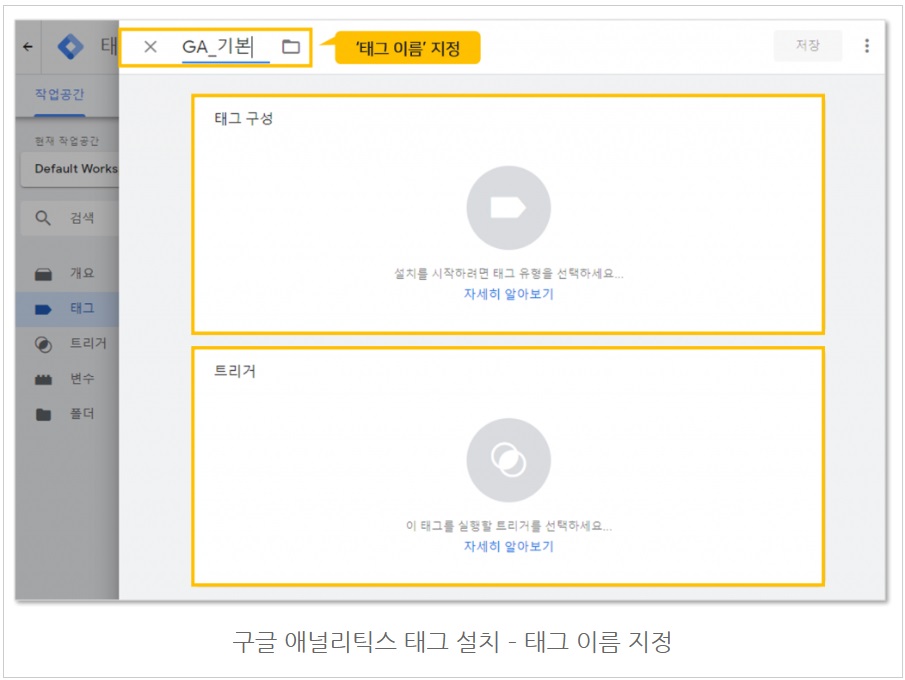 태
GA_기본
'태그 이름' 지정
저장
작업공간
현재 작업공간
Default Works
검색
개요
태그
트리거
변수
폴더
태그 구성
설치를 시작하려면 태그 유형을 선택하세요...
자세히 알아보기
트리거
이 태그를 실행할 트리거를 선택하세요...
자세히 알아보기
구글 애널리틱스 태그 설치 - 태그 이름 지정